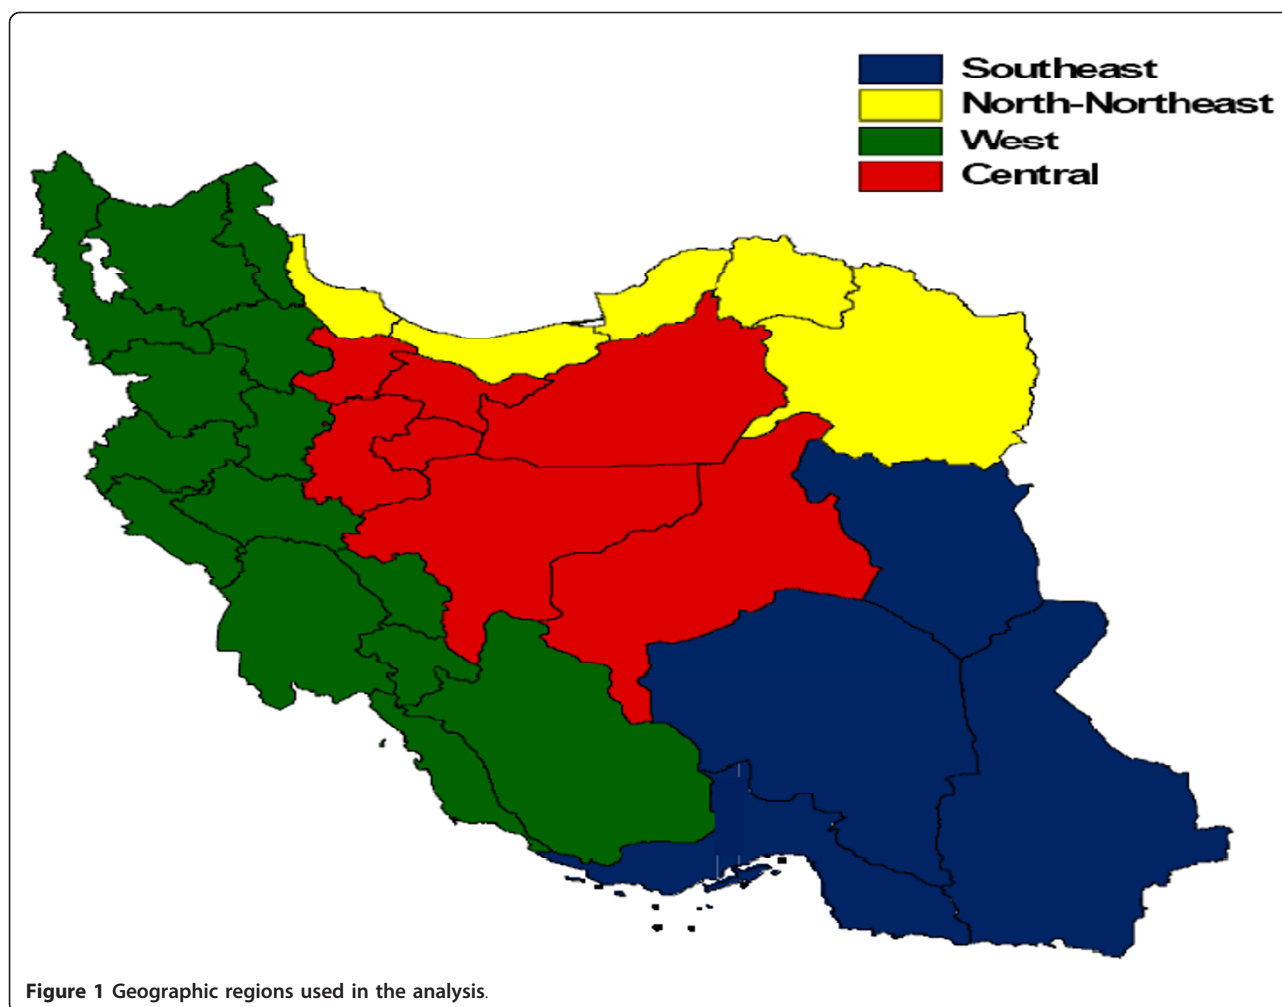 Southeast
North-Northeast
West
Central
Figure 1 Geographic regions used in the analysis.